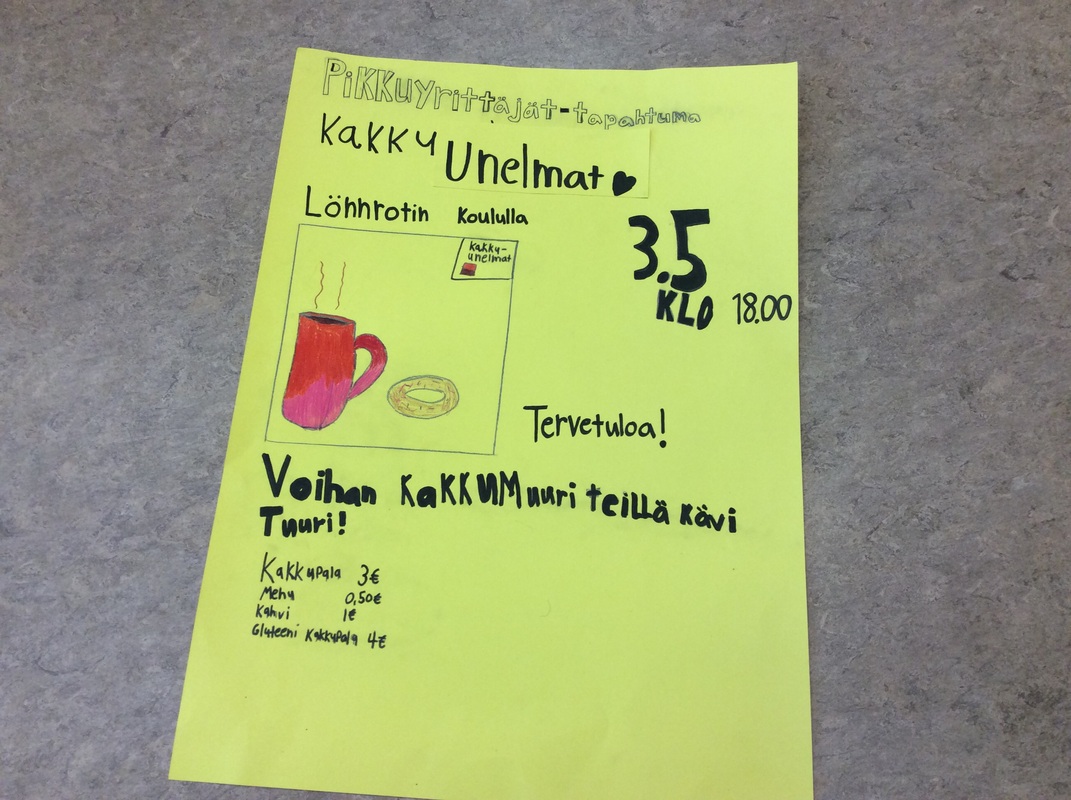 Pikkuyrittäjät-tapahtuma
Kakku Unelmat
Löhhrotin Koululla
Kakku-
unelmat
3.5
KLO 18.00
Tervetuloa!
Voihan KaKKUMuuri teillä kävi
Tuuri!
Kakkupala 3€
Mehu 0,50€
Kahvi 1€
Gluteeni Kakkupala 4€